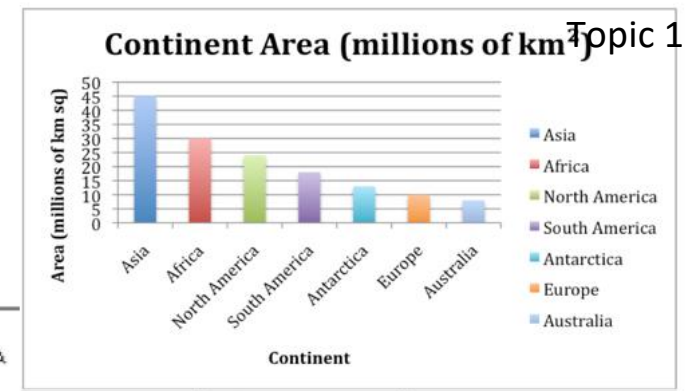 Topic 1
Continent Area (millions of km²)
Area (millions of km sq)
50
45
40
35
30
25
20
15
10
5
0
Asia
Africa
North America
South America
Antarctica
Europe
Australia
Continent
Asia
Africa
North America
South America
Antarctica
Europe
Australia